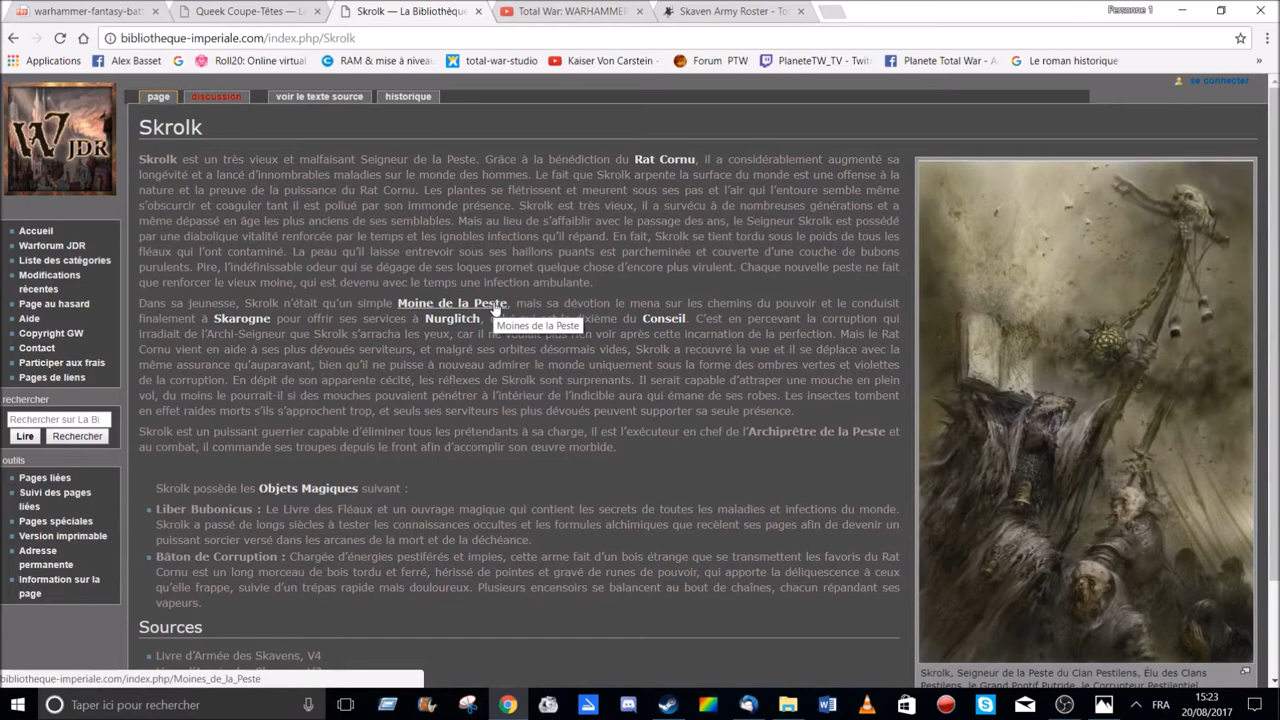 warhammer-fantasy-batt
Queek Coupe-Têtes — L
Skrolk — La Bibliothèqu
Total War: WARHAMME
Skaven Army Roster - To
Personne 1
bibliotheque-imperiale.com/index.php/Skrolk
Applications
Alex Basset
Roll20: Online virtual
RAM & mise à niveau
total-war-studio
Kaiser Von Carstein -
Forum PTW
PlaneteTW_TV - Twit
Planete Total War - A
Le roman historique
se connecter
page
discussion
voir le texte source
historique
W JDR
Skrolk
Skrolk est un très vieux et malfaisant Seigneur de la Peste. Grâce à la bénédiction du Rat Cornu, il a considérablement augmenté sa
longévité et a lancé d'innombrables maladies sur le monde des hommes. Le fait que Skrolk arpente la surface du monde est une offense à la
nature et la preuve de la puissance du Rat Cornu. Les plantes se flétrissent et meurent sous ses pas et l'air qui l'entoure semble même
s'obscurcir et coaguler tant il est pollué par son immonde présence. Skrolk est très vieux, il a survécu à de nombreuses générations et a
même dépassé en âge les plus anciens de ses semblables. Mais au lieu de s'affaiblir avec le passage des ans, le Seigneur Skrolk est possédé
par une diabolique vitalité renforcée par le temps et les ignobles infections qu'il répand. En fait, Skrolk se tient tordu sous le poids de tous les
fléaux qui l'ont contaminé. La peau qu'il laisse entrevoir sous ses haillons puants est parcheminée et couverte d'une couche de bubons
purulents. Pire, l'indéfinissable odeur qui se dégage de ses loques promet quelque chose d'encore plus virulent. Chaque nouvelle peste ne fait
que renforcer le vieux moine, qui est devenu avec le temps une infection ambulante.
Dans sa jeunesse, Skrolk n'était qu'un simple Moine de la Peste, mais sa dévotion le mena sur les chemins du pouvoir et le conduisit
finalement à Skarogne pour offrir ses services à Nurglitch, dixième du Conseil. C'est en percevant la corruption qui
Moines de la Peste
irradiait de l'Archi-Seigneur que Skrolk s'arracha les yeux, car il ne voulait plus rien voir après cette incarnation de la perfection. Mais le Rat
Cornu vient en aide à ses plus dévoués serviteurs, et malgré ses orbites désormais vides, Skrolk a recouvré la vue et il se déplace avec la
même assurance qu'auparavant, bien qu'il ne puisse à nouveau admirer le monde uniquement sous la forme des ombres vertes et violettes
de la corruption. En dépit de son apparente cécité, les réflexes de Skrolk sont surprenants. Il serait capable d'attraper une mouche en plein
vol, du moins le pourrait-il si des mouches pouvaient pénétrer à l'intérieur de l'indicible aura qui émane de ses robes. Les insectes tombent
en effet raides morts s'ils s'approchent trop, et seuls ses serviteurs les plus dévoués peuvent supporter sa seule présence.
Skrolk est un puissant guerrier capable d'éliminer tous les prétendants à sa charge, il est l'exécuteur en chef de l'Archiprêtre de la Peste et
au combat, il commande ses troupes depuis le front afin d'accomplir son œuvre morbide.
Skrolk possède les Objets Magiques suivant :
Liber Bubonicus : Le Livre des Fléaux et un ouvrage magique qui contient les secrets de toutes les maladies et infections du monde.
Skrolk a passé de longs siècles à tester les connaissances occultes et les formules alchimiques que recèlent ses pages afin de devenir un
puissant sorcier versé dans les arcanes de la mort et de la déchéance.
Bâton de Corruption : Chargée d'énergies pestiférés et impies, cette arme fait d'un bois étrange que se transmettent les favoris du Rat
Cornu est un long morceau de bois tordu et ferré, hérissé de pointes et gravé de runes de pouvoir, qui apporte la déliquescence à ceux
qu'elle frappe, suivie d'un trépas rapide mais douloureux. Plusieurs encensoirs se balancent au bout de chaînes, chacun répandant ses
vapeurs.
Sources
Livre d'Armée des Skavens, V4
Skrolk, Seigneur de la Peste du Clan Pestilens, Élu des Clans
Pestilens, le Grand Pontif Putride, le Corrupteur Pestilentiel
Accueil
Warforum JDR
Liste des catégories
Modifications
récentes
Page au hasard
Aide
Copyright GW
Contact
Participer aux frais
Pages de liens
rechercher
Rechercher sur La Bi
Lire
Rechercher
outils
Pages liées
Suivi des pages
liées
Pages spéciales
Version imprimable
Adresse
permanente
Information sur la
page
bibliotheque-imperiale.com/index.php/Moines_de_la_Peste
Taper ici pour rechercher
FRA
15:23
20/08/2017